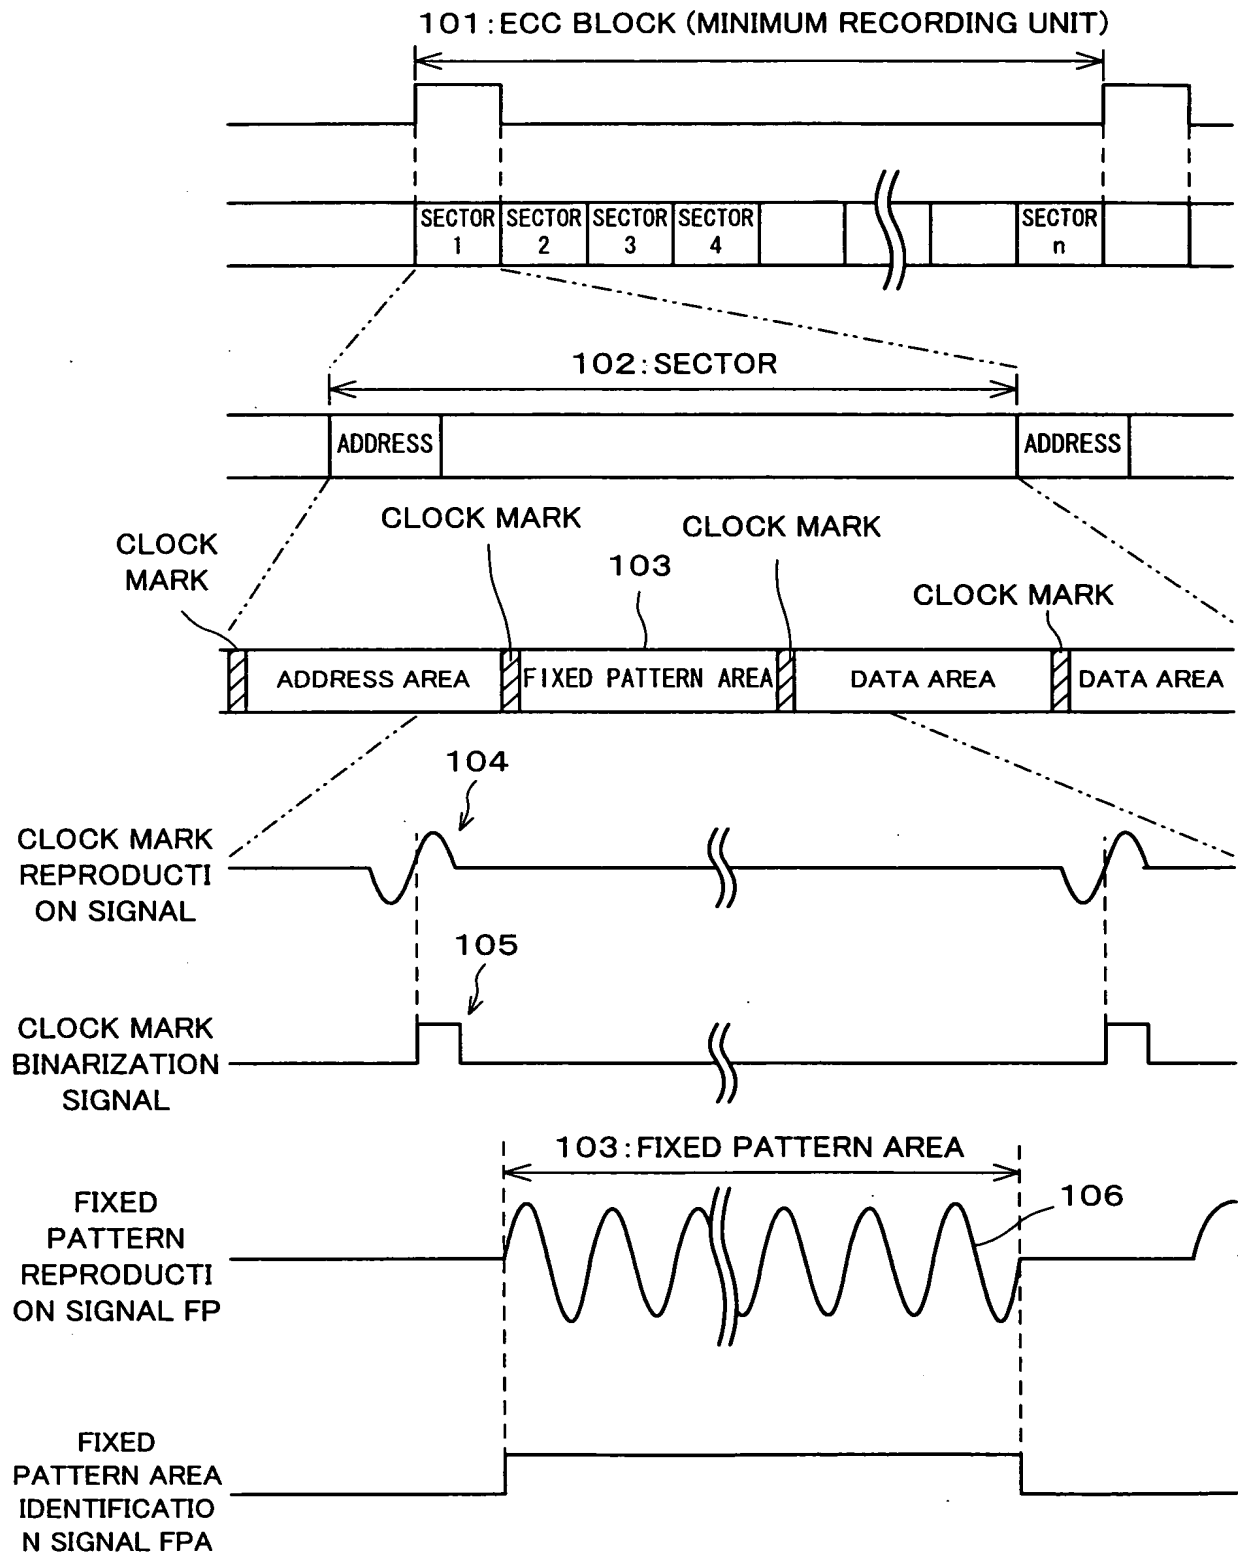 101:ECC BLOCK (MINIMUM RECORDING UNIT)
SECTOR
1
SECTOR
2
SECTOR
3
SECTOR
4
SECTOR
n
102:SECTOR
ADDRESS
ADDRESS
CLOCK
MARK
CLOCK MARK
103
CLOCK MARK
CLOCK MARK
ADDRESS AREA
FIXED PATTERN AREA
DATA AREA
DATA AREA
104
CLOCK MARK
REPRODUCTI
ON SIGNAL
105
CLOCK MARK
BINARIZATION
SIGNAL
103:FIXED PATTERN AREA
106
FIXED
PATTERN
REPRODUCTI
ON SIGNAL FP
FIXED
PATTERN AREA
IDENTIFICATIO
N SIGNAL FPA